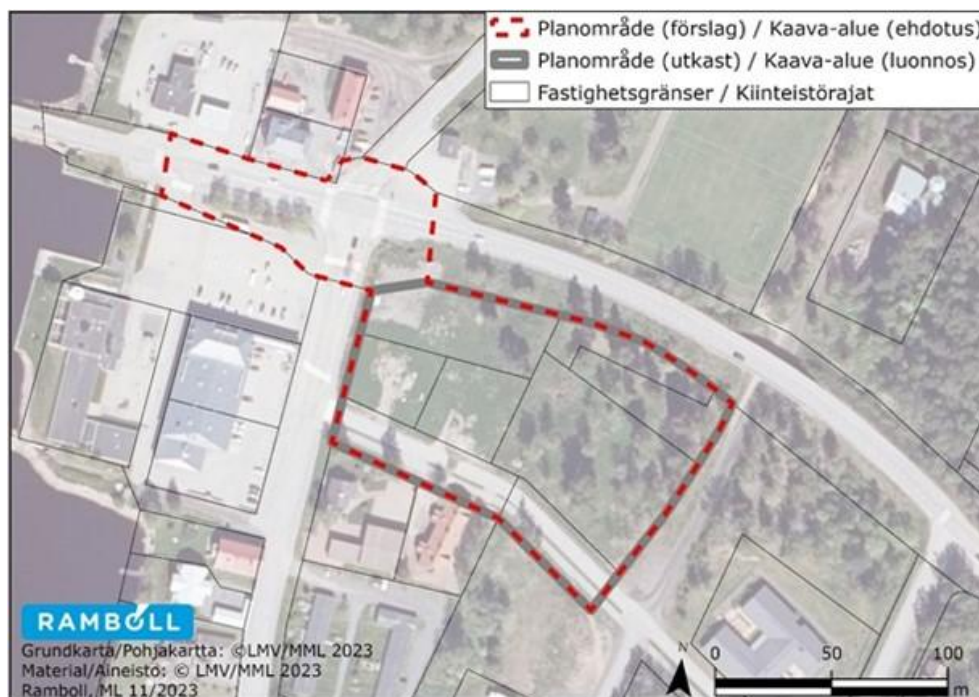 Planområde (förslag) / Kaava-alue (ehdotus)
Planområde (utkast) / Kaava-alue (luonnos)
Fastighetsgränser / Kiinteistörajat
RAMBOLL
Grundkarta/Pohjakartta: ©LMV/MML 2023
Material/Aineisto: © LMV/MML 2023
Ramboll, ML 11/2023
N
0 50 100
m